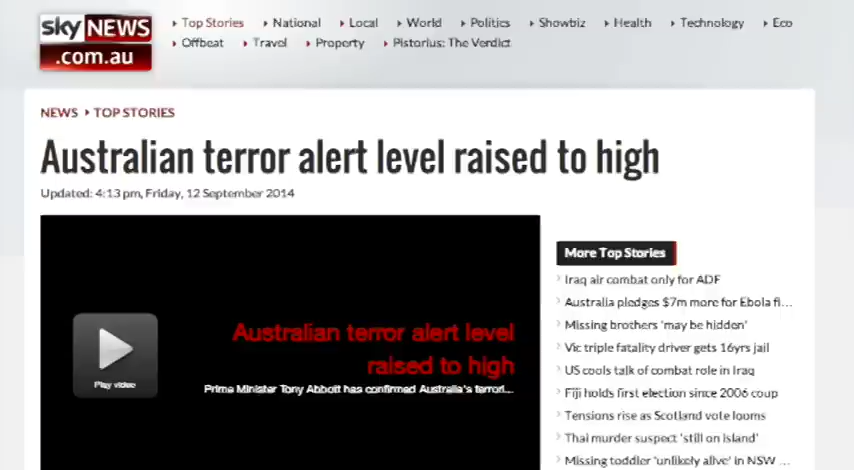 sky NEWS
.com.au
Top Stories National Local World Politics Showbiz Health Technology Eco
Offbeat Travel Property Pistorius: The Verdict
NEWS TOP STORIES
Australian terror alert level raised to high
Updated: 4:13 pm, Friday, 12 September 2014
Australian terror alert level
raised to high
Prime Minister Tony Abbott has confirmed Australia's terrori...
Play video
More Top Stories
Iraq air combat only for ADF
Australia pledges $7m more for Ebola fi...
Missing brothers 'may be hidden'
Vic triple fatality driver gets 16yrs jail
US cools talk of combat role in Iraq
Fiji holds first election since 2006 coup
Tensions rise as Scotland vote looms
Thai murder suspect 'still on island'
Missing toddler 'unlikely alive' in NSW ...